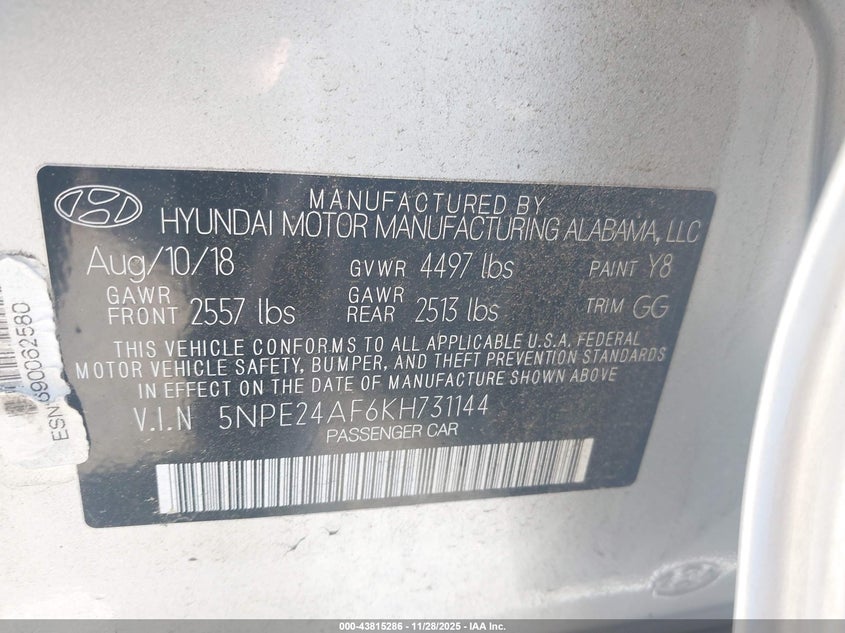 MANUFACTURED BY
HYUNDAI MOTOR MANUFACTURING ALABAMA, LLC
Aug/10/18 GVWR 4497 lbs PAINT Y8
GAWR FRONT 2557 lbs GAWR REAR 2513 lbs TRIM GG
THIS VEHICLE CONFORMS TO ALL APPLICABLE U.S.A. FEDERAL
MOTOR VEHICLE SAFETY, BUMPER, AND THEFT PREVENTION STANDARDS
IN EFFECT ON THE DATE OF MANUFACTURE SHOWN ABOVE.
V.I.N 5NPE24AF6KH731144
PASSENGER CAR
ESN 690062580
000-43815286 | 11/28/2025 - IAA Inc.